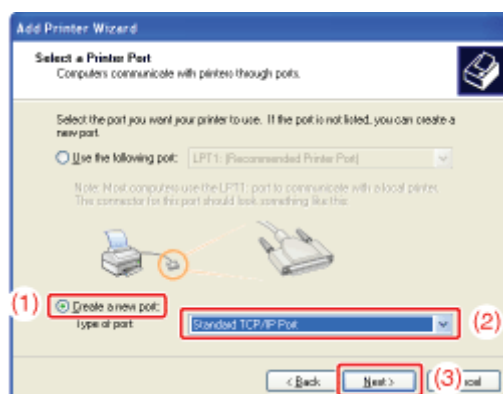 Add Printer Wizard
Select a Printer Port
Computers communicate with printers through ports.
Select the port you want your printer to use. If the port is not listed, you can create a
new port.
Use the following port: LPT1: (Recommended Printer Port)
Note: Most computers use the LPT1: port to communicate with a local printer.
The connector for this port should look something like this:
(1) Create a new port:
Type of port: Standard TCP/IP Port (2)
< Back Next > (3)